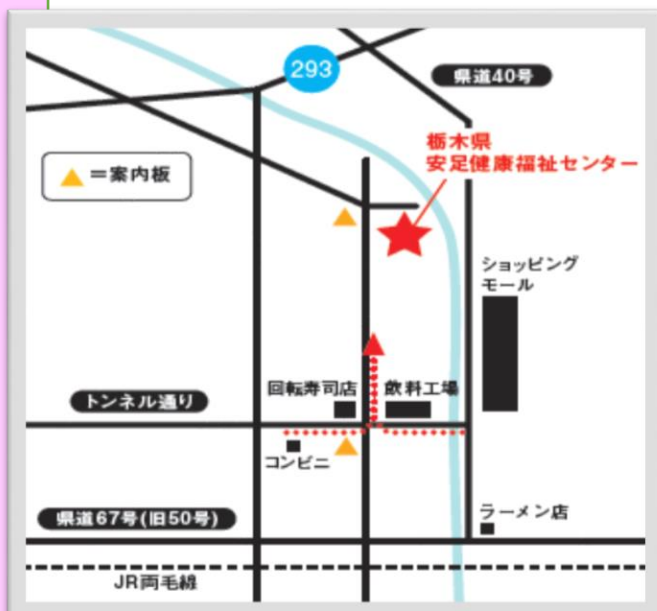 293
県道40号
栃木県
安足健康福祉センター
▲＝案内板
ショッピング
モール
回転寿司店
飲料工場
トンネル通り
コンビニ
ラーメン店
県道67号(旧50号)
JR両毛線